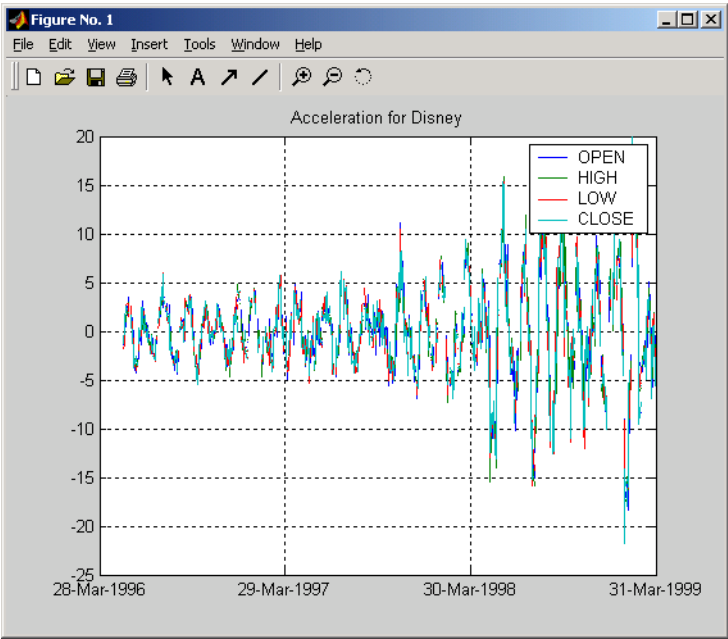 Figure No. 1
File Edit View Insert Tools Window Help
A
Acceleration for Disney
20
15
10
5
0
-5
-10
-15
-20
-25
OPEN
HIGH
LOW
CLOSE
28-Mar-1996 29-Mar-1997 30-Mar-1998 31-Mar-1999